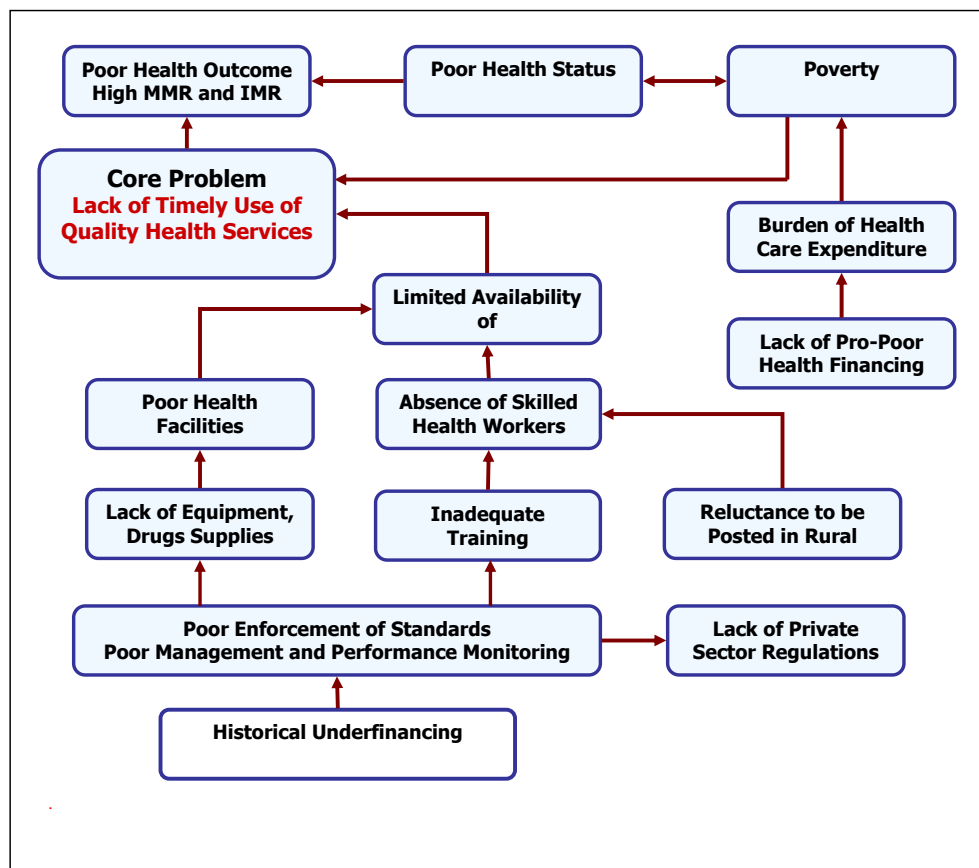 Poor Health Outcome
High MMR and IMR
Poor Health Status
Poverty
Core Problem
Lack of Timely Use of
Quality Health Services
Burden of Health
Care Expenditure
Limited Availability
of
Lack of Pro-Poor
Health Financing
Poor Health
Facilities
Absence of Skilled
Health Workers
Lack of Equipment,
Drugs Supplies
Inadequate
Training
Reluctance to be
Posted in Rural
Poor Enforcement of Standards
Poor Management and Performance Monitoring
Lack of Private
Sector Regulations
Historical Underfinancing